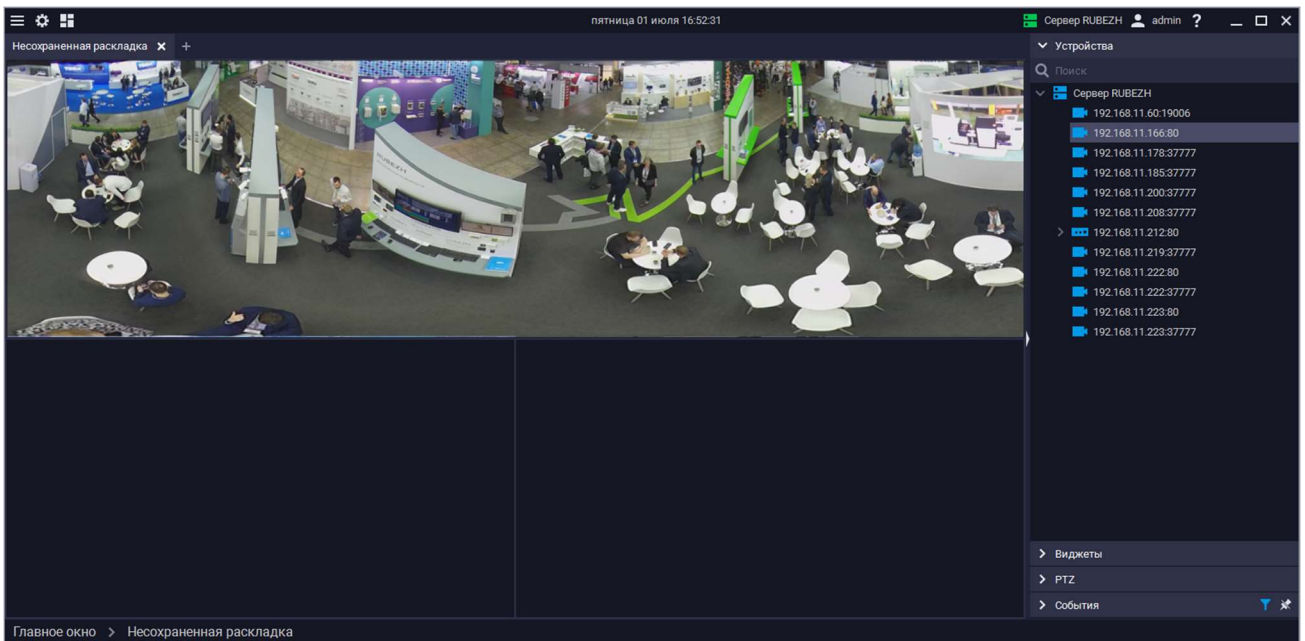 пятница 01 июля 16:52:31
Сервер RUBEZH
admin
?
Несохраненная раскладка
RUBEZH
Устройства
Поиск
Сервер RUBEZH
192.168.11.60:19006
192.168.11.166:80
192.168.11.178:37777
192.168.11.185:37777
192.168.11.200:37777
192.168.11.208:37777
192.168.11.212:80
192.168.11.219:37777
192.168.11.222:80
192.168.11.222:37777
192.168.11.223:80
192.168.11.223:37777
Виджеты
PTZ
События
Главное окно > Несохраненная раскладка